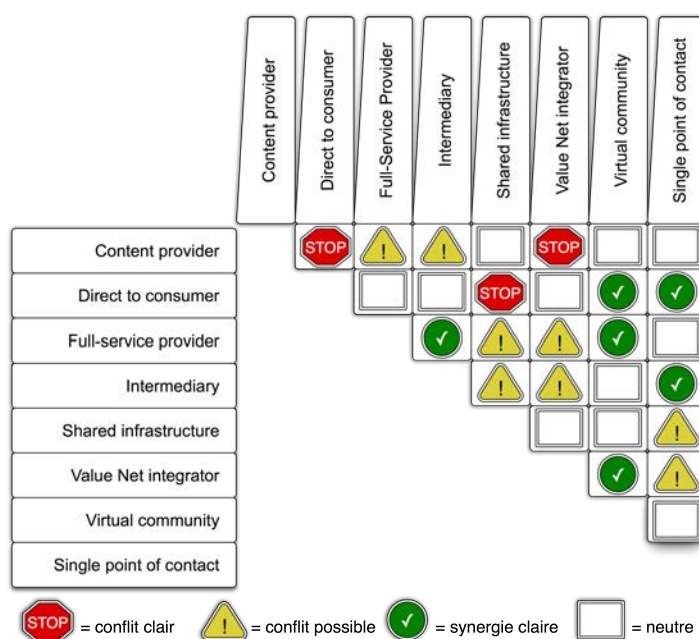 Content provider
Direct to consumer
Full-Service Provider
Intermediary
Shared infrastructure
Value Net integrator
Virtual community
Single point of contact
Content provider
STOP
!
!
STOP
Direct to consumer
STOP
Full-service provider
!
!
Intermediary
!
!
Shared infrastructure
!
Value Net integrator
!
Virtual community
Single point of contact
STOP = conflit clair
! = conflit possible
= synergie claire
= neutre